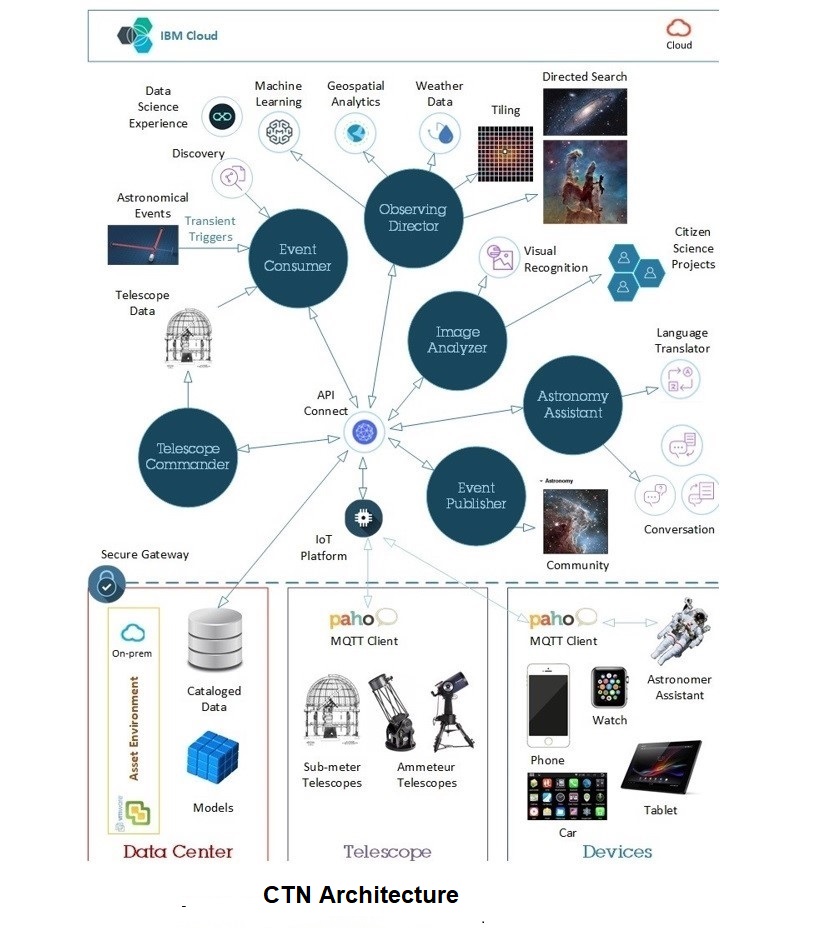 IBM Cloud
Cloud
Data
Science
Experience
Machine
Learning
Geospatial
Analytics
Weather
Data
Tiling
Directed Search
Discovery
Astronomical
Events
Transient
Triggers
Event
Consumer
Observing
Director
Visual
Recognition
Citizen
Science
Projects
Telescope
Data
Image
Analyzer
Language
Translator
API
Connect
Astronomy
Assistant
Telescope
Commander
Event
Publisher
Astronomy
Community
Conversation
IoT
Platform
Secure Gateway
On-prem
Asset Environment
vmware
Cataloged
Data
Models
Data Center
paho
MQTT Client
Sub-meter
Telescopes
Ammeteur
Telescopes
Telescope
paho
MQTT Client
Astronomer
Assistant
Phone
Watch
Tablet
Car
Devices
CTN Architecture